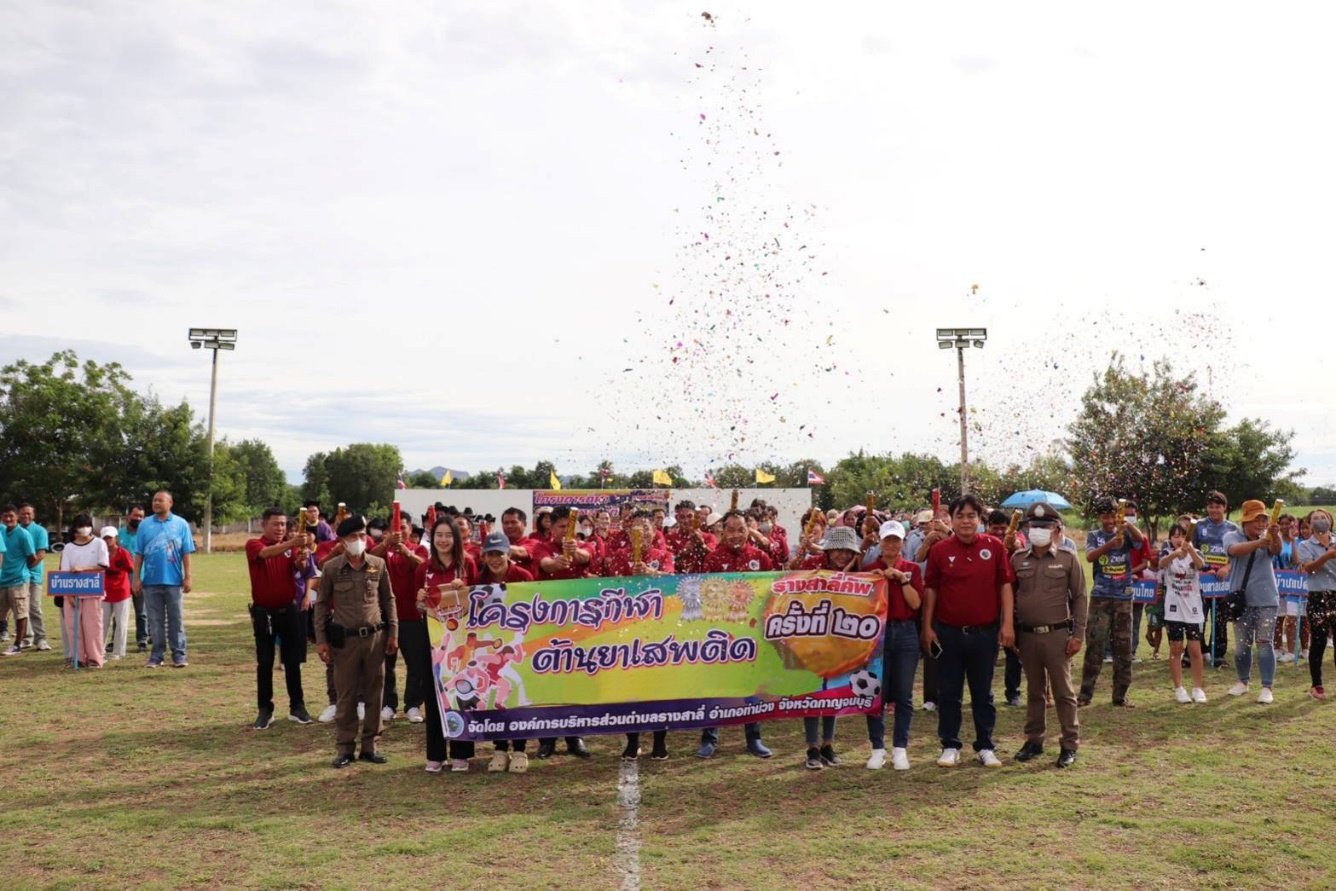 โครงการกีฬา
ต้านยาเสพติด
รางสาลี่คัพ
ครั้งที่ ๒๐
จัดโดย องค์การบริหารส่วนตำบลรางสาลี่ อำเภอท่าม่วง จังหวัดกาญจนบุรี
บ้านรางสาลี่